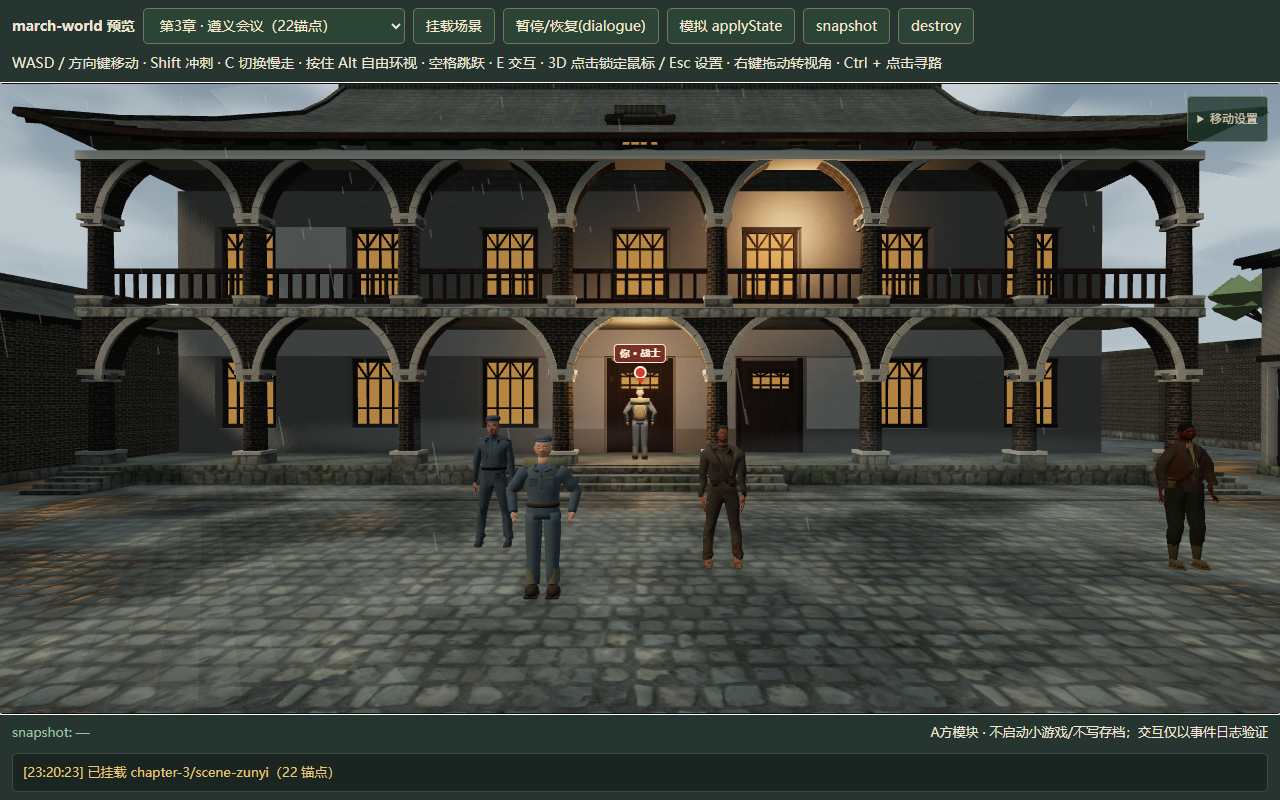 march-world 预览
第3章 · 遵义会议（22锚点）
挂载场景
暂停/恢复(dialogue)
模拟 applyState
snapshot
destroy
WASD / 方向键移动 · Shift 冲刺 · C 切换慢走 · 按住 Alt 自由环视 · 空格跳跃 · E 交互 · 3D 点击锁定鼠标 / Esc 设置 · 右键拖动转视角 · Ctrl + 点击寻路
▶ 移动设置
你·战士
snapshot: —
A方模块 · 不启动小游戏/不写存档；交互仅以事件日志验证
[23:20:23] 已挂载 chapter-3/scene-zunyi（22 锚点）